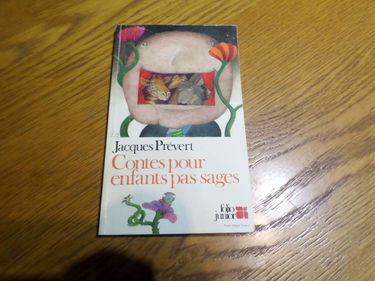 Jacques Prévert
Contes pour
enfants pas sages
folio
junior